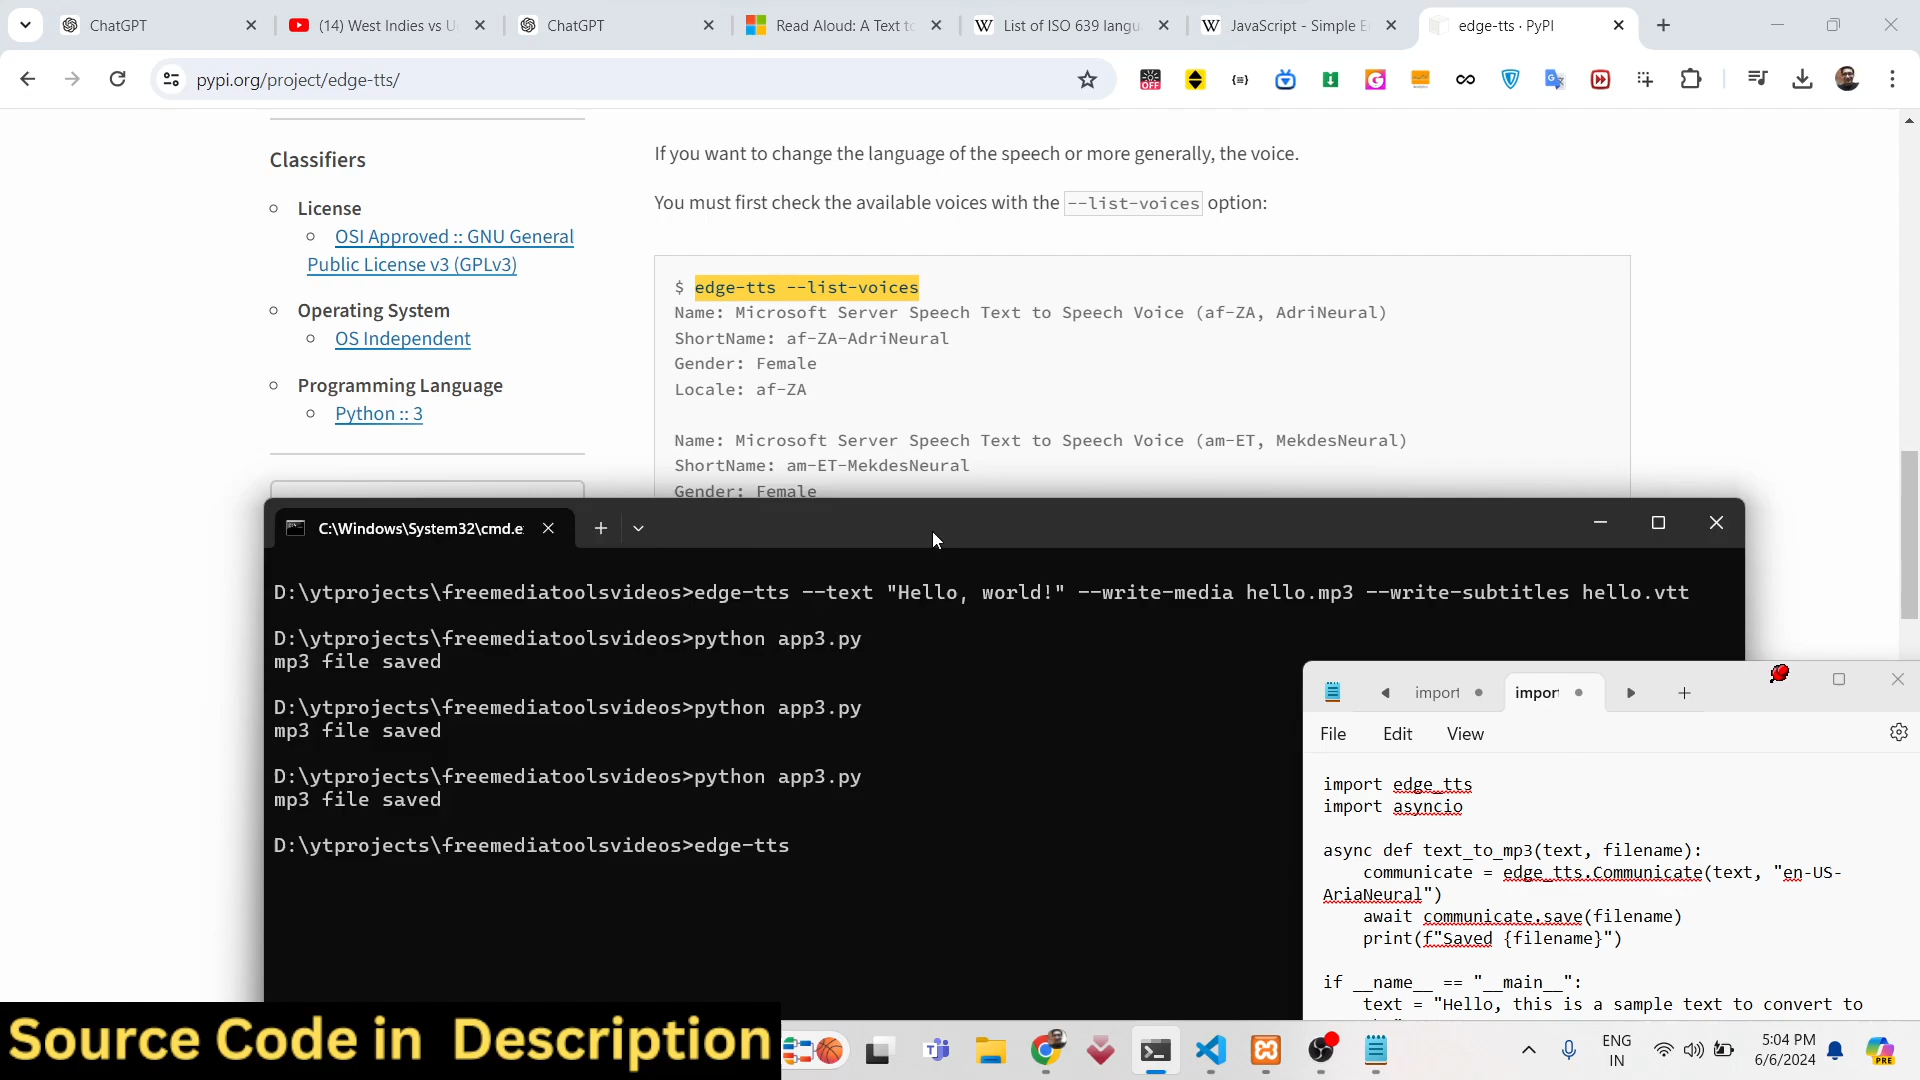 ChatGPT
(14) West Indies vs U
ChatGPT
Read Aloud: A Text to
List of ISO 639 langu
JavaScript - Simple E
edge-tts · PyPI
pypi.org/project/edge-tts/
OFF
Classifiers
License
OSI Approved :: GNU General
Public License v3 (GPLv3)
Operating System
OS Independent
Programming Language
Python :: 3
If you want to change the language of the speech or more generally, the voice.
You must first check the available voices with the --list-voices option:
$ edge-tts --list-voices
Name: Microsoft Server Speech Text to Speech Voice (af-ZA, AdriNeural)
ShortName: af-ZA-AdriNeural
Gender: Female
Locale: af-ZA
Name: Microsoft Server Speech Text to Speech Voice (am-ET, MekdesNeural)
ShortName: am-ET-MekdesNeural
Gender: Female
C:\Windows\System32\cmd.e
D:\ytprojects\freemediatoolsvideos>edge-tts --text "Hello, world!" --write-media hello.mp3 --write-subtitles hello.vtt
D:\ytprojects\freemediatoolsvideos>python app3.py
mp3 file saved
D:\ytprojects\freemediatoolsvideos>python app3.py
mp3 file saved
D:\ytprojects\freemediatoolsvideos>python app3.py
mp3 file saved
D:\ytprojects\freemediatoolsvideos>edge-tts
import
import
File Edit View
import edge_tts
import asyncio
async def text_to_mp3(text, filename):
communicate = edge_tts.Communicate(text, "en-US-
AriaNeural")
await communicate.save(filename)
print(f"Saved {filename}")
if __name__ == "__main__":
text = "Hello, this is a sample text to convert to
Source Code in Description
ENG
IN
5:04 PM
6/6/2024
PRE